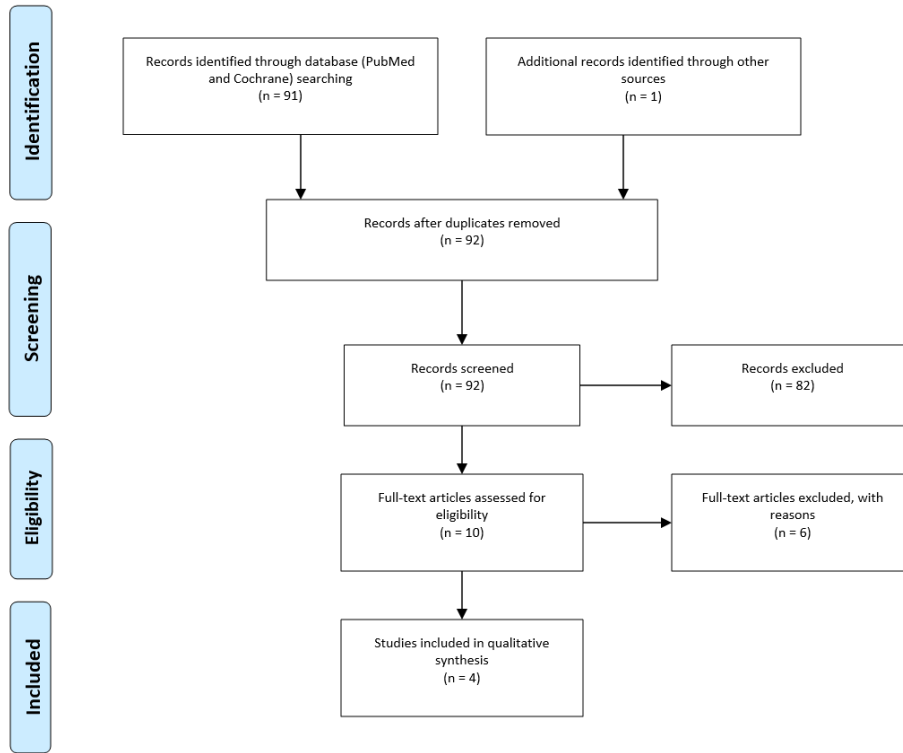 Identification
Records identified through database (PubMed
and Cochrane) searching
(n = 91)
Additional records identified through other
sources
(n = 1)
Records after duplicates removed
(n = 92)
Screening
Records screened
(n = 92)
Records excluded
(n = 82)
Eligibility
Full-text articles assessed for
eligibility
(n = 10)
Full-text articles excluded, with
reasons
(n = 6)
Included
Studies included in qualitative
synthesis
(n = 4)